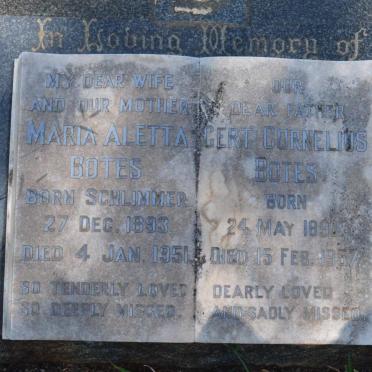 In Loving Memory of
MY DEAR WIFE
AND OUR MOTHER
MARIA ALETTA
BOTES
BORN SCHLIMMER
27 DEC. 1893
DIED 4 JAN. 1951
SO TENDERLY LOVED
SO DEEPLY MISSED.
OUR
DEAR FATHER
GERT CORNELIUS
BOTES
BORN
24 MAY
DIED 15 FEB.
DEARLY LOVED
AND SADLY MISSED.